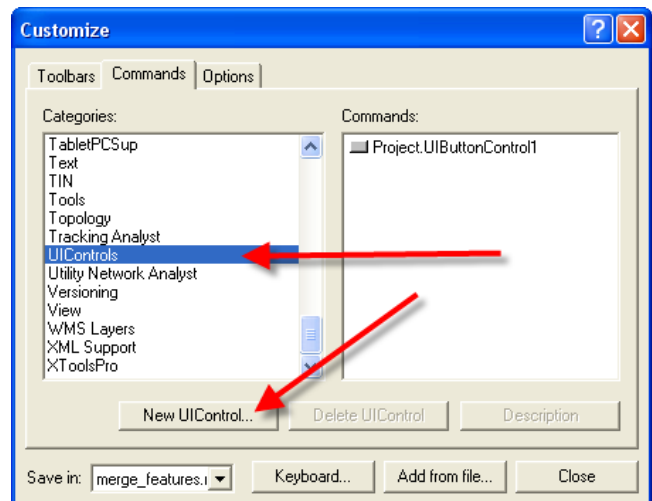 Customize
Toolbars Commands Options
Categories: Commands:
TabletPCSup
Text
TIN
Tools
Topology
Tracking Analyst
UIControls
Utility Network Analyst
Versioning
View
WMS Layers
XML Support
XToolsPro
Project.UIButtonControl1
New UIControl... Delete UIControl Description
Save in: merge_features. Keyboard... Add from file... Close